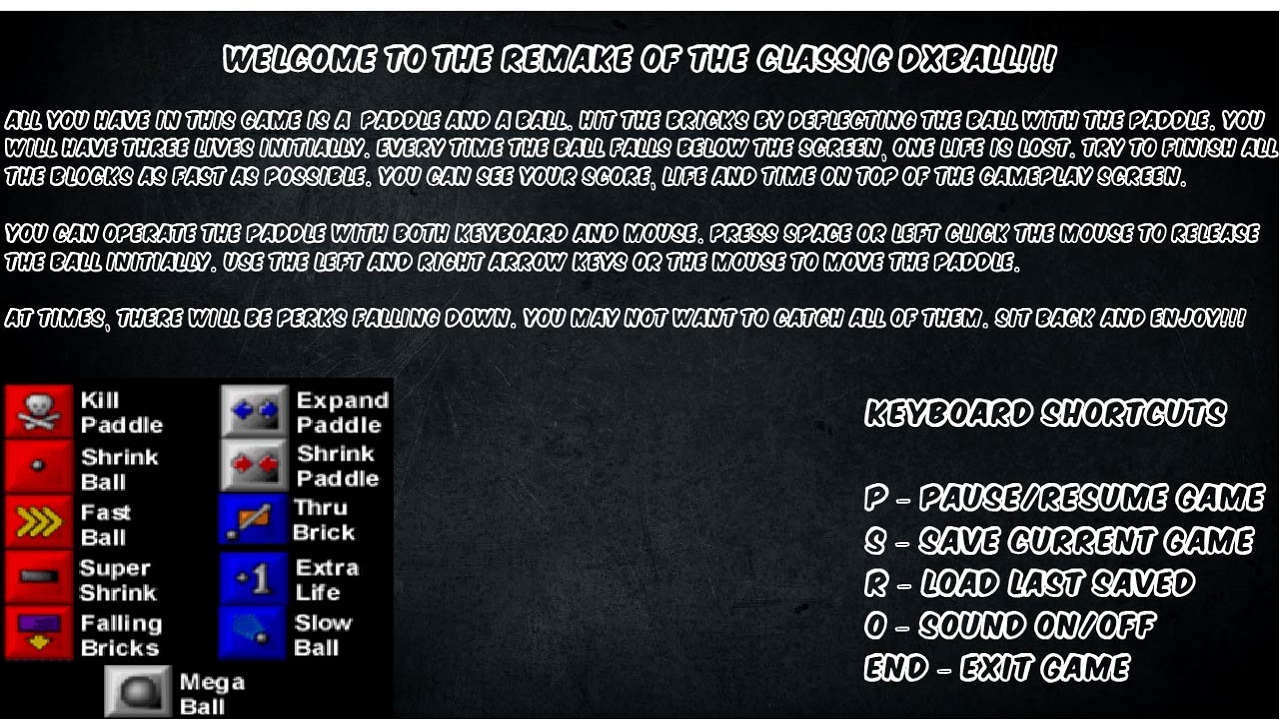 WELCOME TO THE REMAKE OF THE CLASSIC DXBALL!!!
ALL YOU HAVE IN THIS GAME IS A PADDLE AND A BALL. HIT THE BRICKS BY DEFLECTING THE BALL WITH THE PADDLE. YOU
WILL HAVE THREE LIVES INITIALLY. EVERY TIME THE BALL FALLS BELOW THE SCREEN, ONE LIFE IS LOST. TRY TO FINISH ALL
THE BLOCKS AS FAST AS POSSIBLE. YOU CAN SEE YOUR SCORE, LIFE AND TIME ON TOP OF THE GAMEPLAY SCREEN.
YOU CAN OPERATE THE PADDLE WITH BOTH KEYBOARD AND MOUSE. PRESS SPACE OR LEFT CLICK THE MOUSE TO RELEASE
THE BALL INITIALLY. USE THE LEFT AND RIGHT ARROW KEYS OR THE MOUSE TO MOVE THE PADDLE.
AT TIMES, THERE WILL BE PERKS FALLING DOWN. YOU MAY NOT WANT TO CATCH ALL OF THEM. SIT BACK AND ENJOY!!!
Kill
Paddle
Shrink
Ball
Fast
Ball
Super
Shrink
Falling
Bricks
Expand
Paddle
Shrink
Paddle
Thru
Brick
+1
Extra
Life
Slow
Ball
Mega
Ball
KEYBOARD SHORTCUTS
P - PAUSE/RESUME GAME
S - SAVE CURRENT GAME
R - LOAD LAST SAVED
O - SOUND ON/OFF
END - EXIT GAME